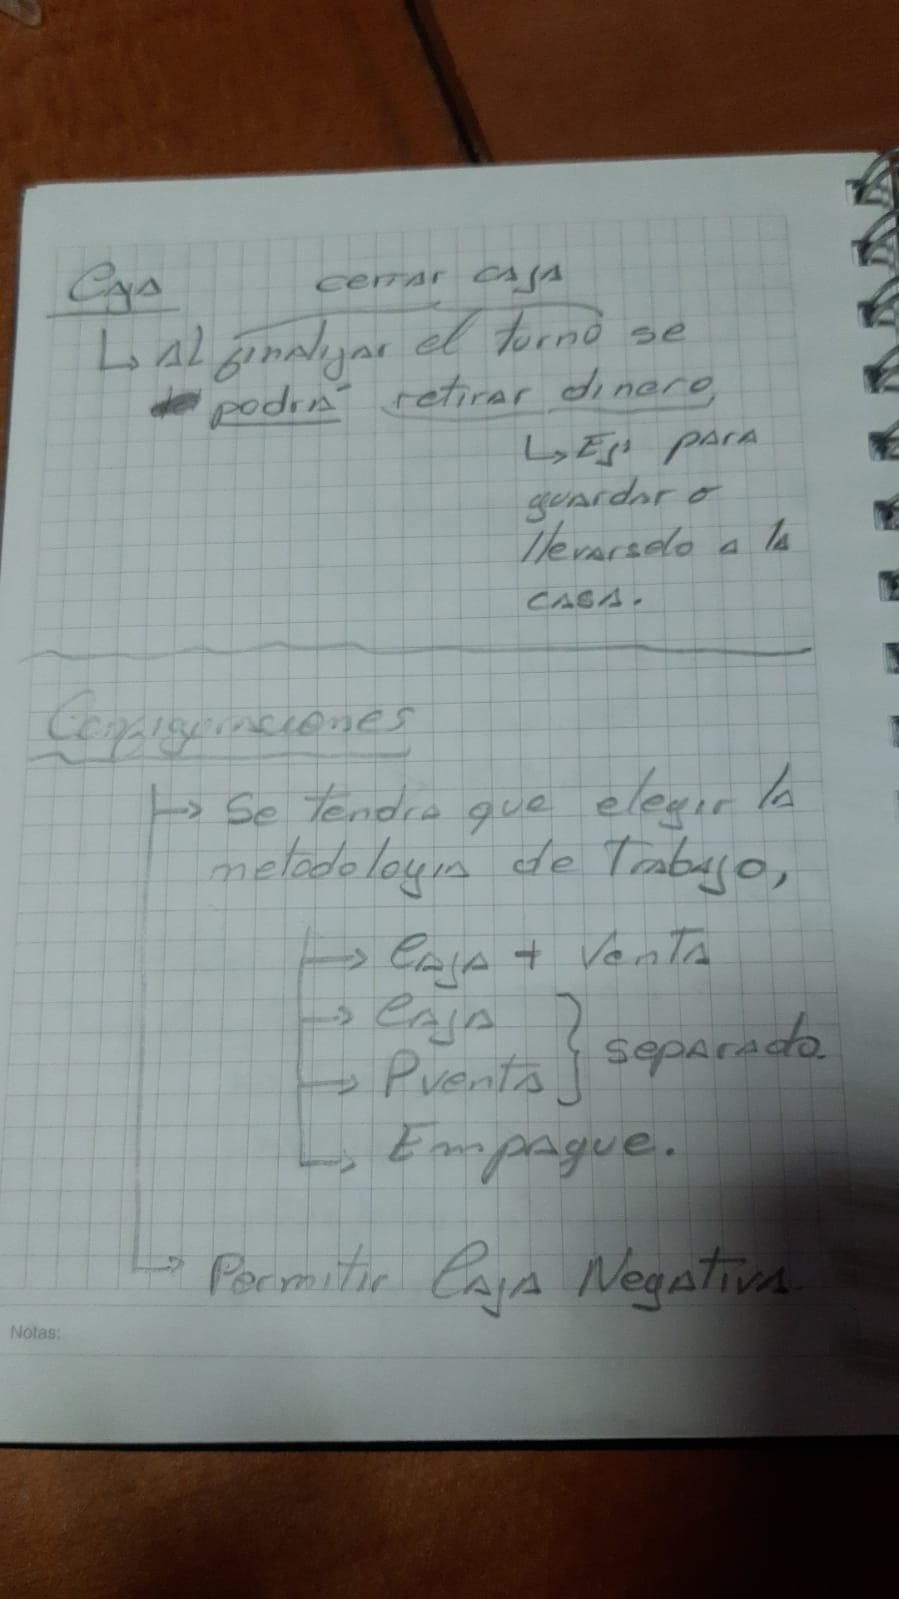 Caja cerrar caja
↳ Al finalizar el turno se
podrá retirar dinero,
↳ Ej: para
guardar o
llevarselo a la
casa.
Configuraciones
→ Se tendra que elegir la
metodologia de Trabajo,
→ Caja + Venta
→ Caja
→ Pventa } separado
↳ Empaque.
↳ Permitir Caja Negativa
Notas: